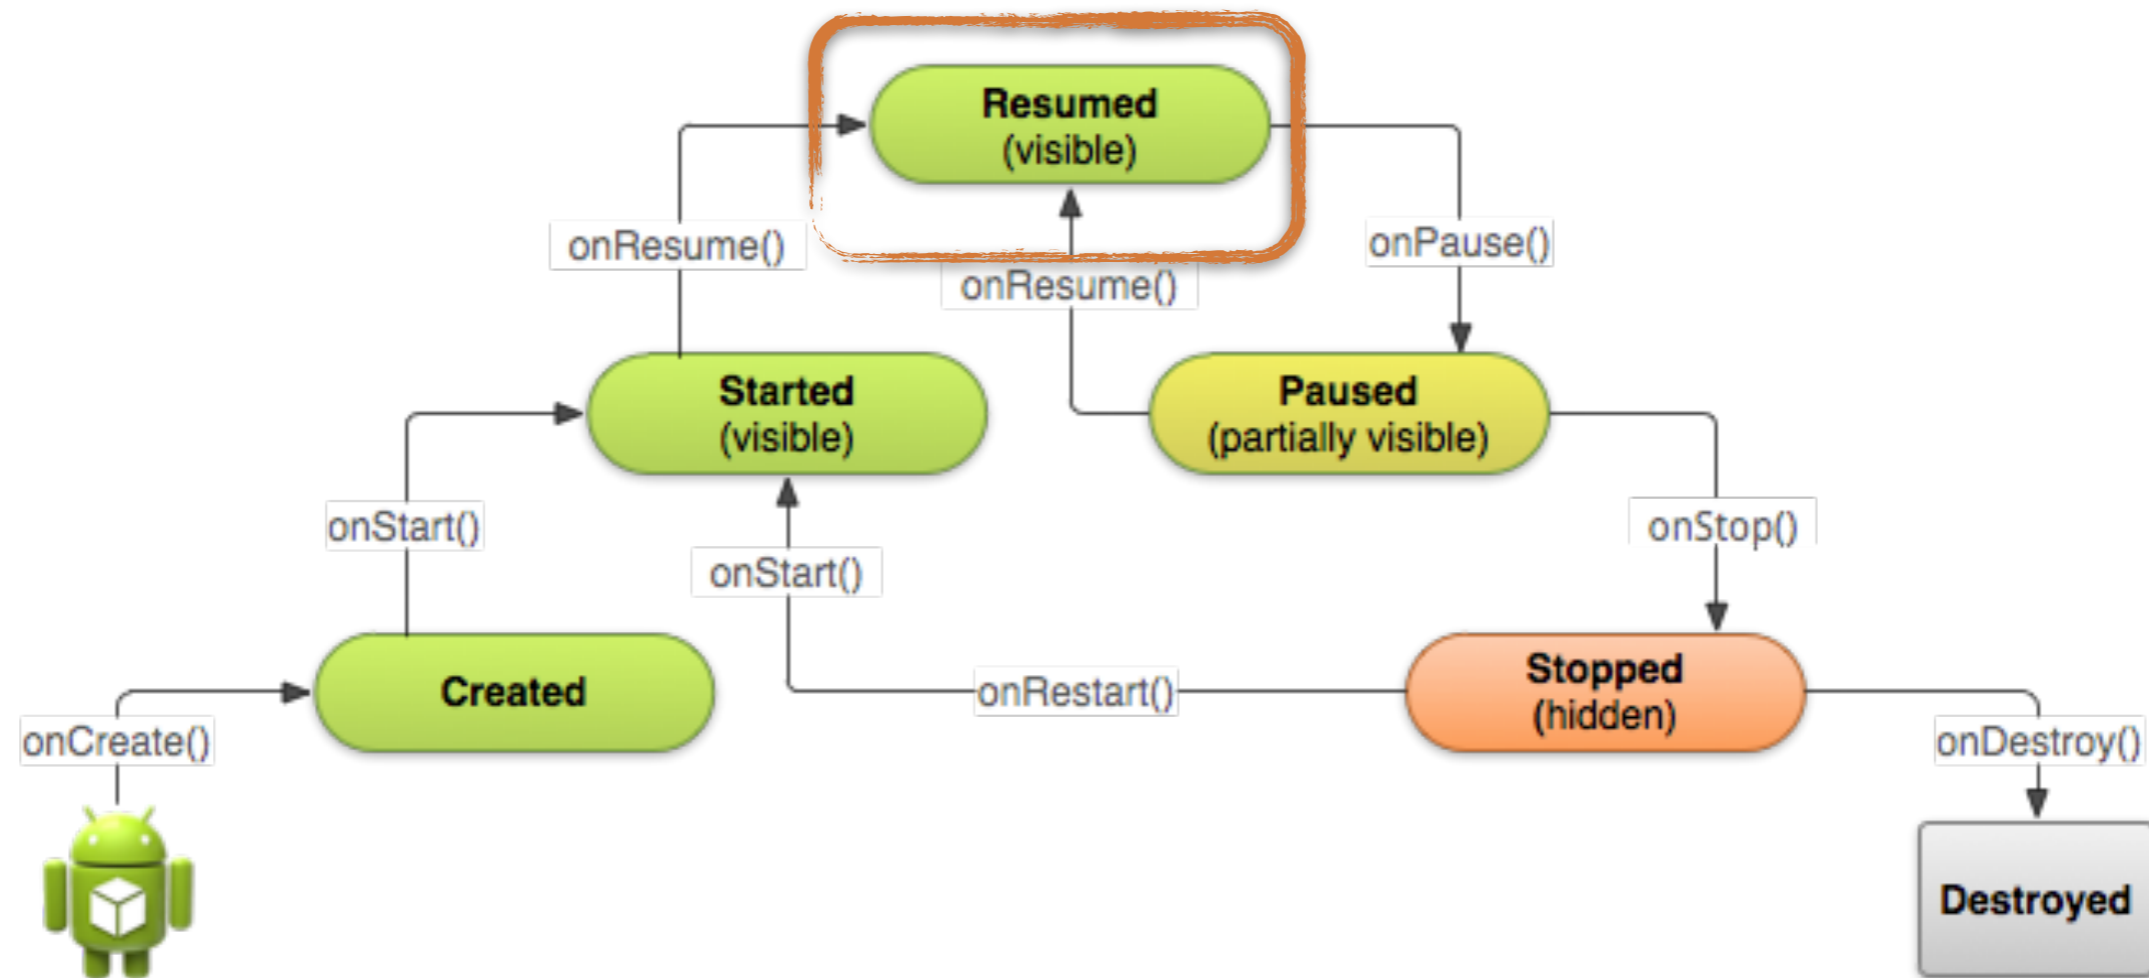 Resumed
(visible)
onResume()
onPause()
onResume()
Started
(visible)
Paused
(partially visible)
onStart()
onStop()
onStart()
Created
onRestart()
Stopped
(hidden)
onCreate()
onDestroy()
Destroyed